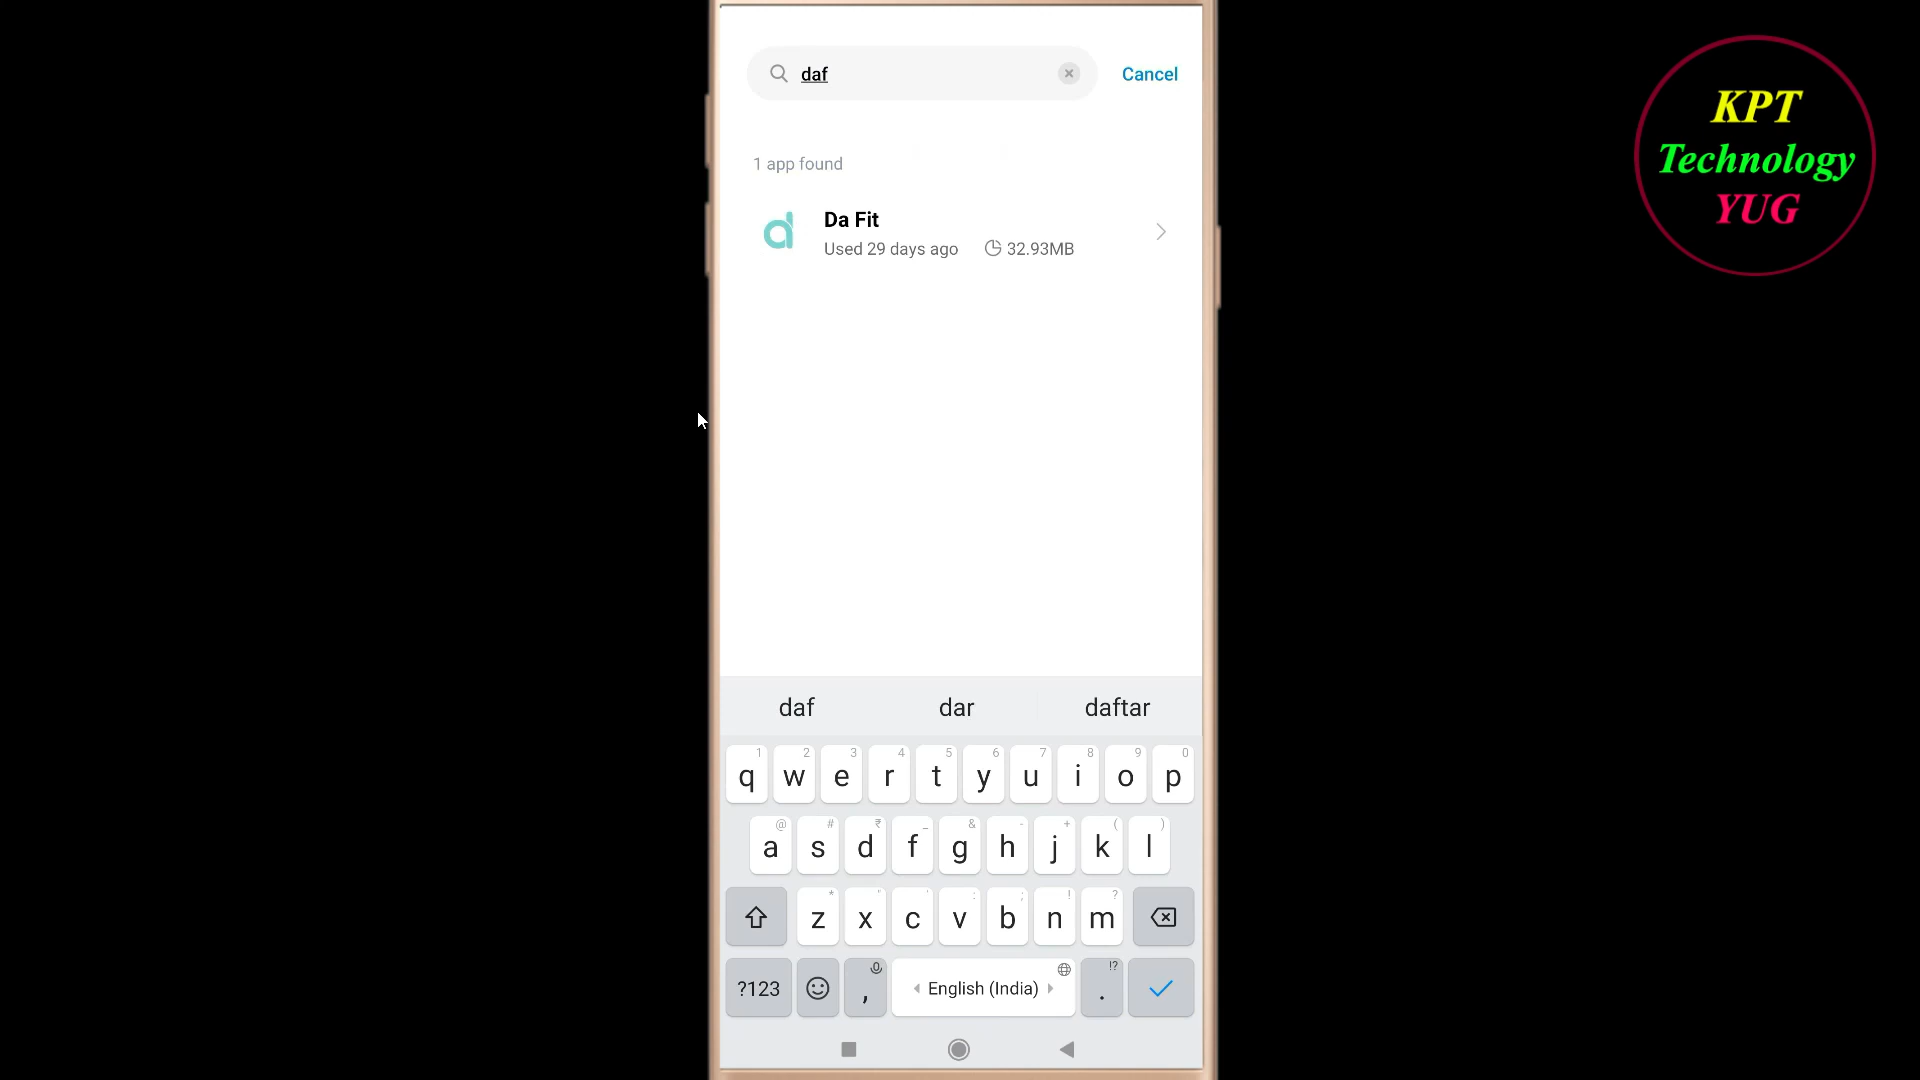 daf
Cancel
KPT
Technology
YUG
1 app found
Da Fit
Used 29 days ago 32.93MB
daf dar daftar
1 2 3 4 5 6 7 8 9 0
q w e r t y u i o p
@ # ₹ _ & - + ( )
a s d f g h j k l
* " ' : ; ! ?
z x c v b n m
!?
?123 , English (India) .